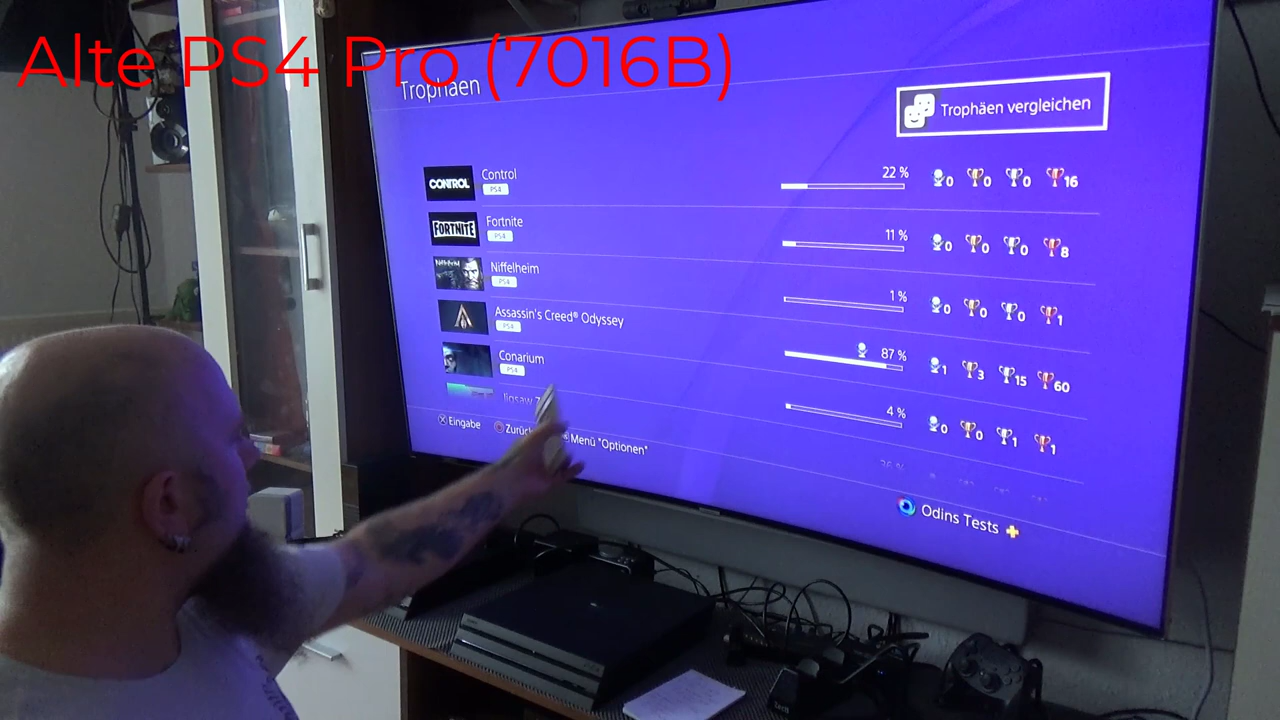 Alte PS4 Pro (7016B)
Trophäen
Trophäen vergleichen
CONTROL
Control
PS4
22 %
0 0 0 16
FORTNITE
Fortnite
PS4
11 %
0 0 0 8
Niffelheim
PS4
1 %
0 0 0 1
Assassin's Creed® Odyssey
PS4
87 %
1 3 15 60
Conarium
PS4
4 %
0 0 1 1
Jigsaw
Eingabe
Zurück
Menü "Optionen"
Odins Tests